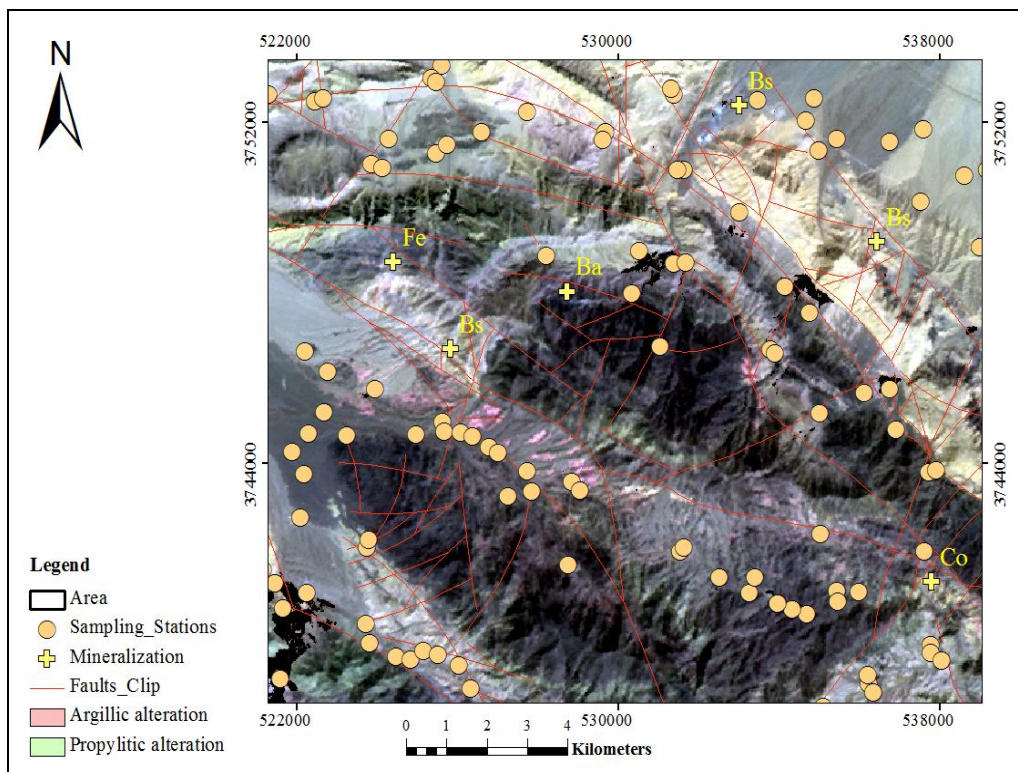 N
522000 530000 538000
3752000 3752000
3744000 3744000
Bs
Bs
Fe
Ba
Bs
Co
Legend
Area
Sampling_Stations
Mineralization
Faults_Clip
Argillic alteration
Propylitic alteration
522000 530000 538000
0 1 2 3 4
Kilometers